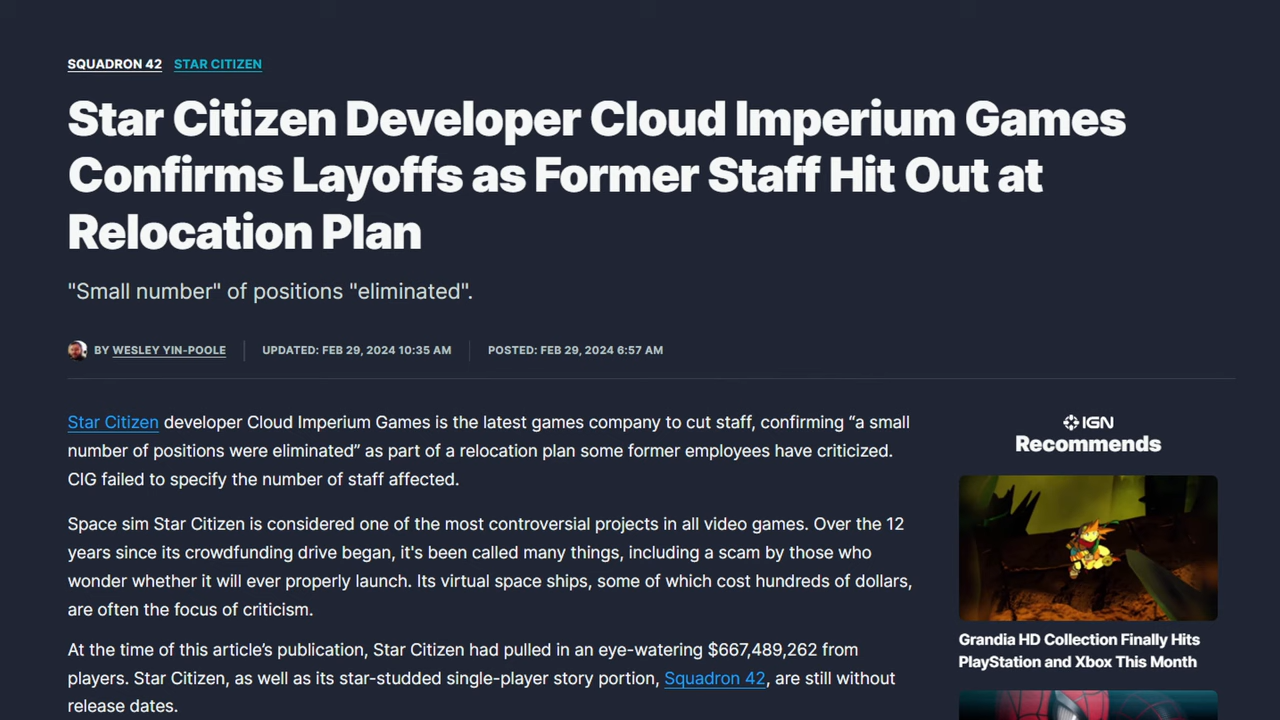 SQUADRON 42 STAR CITIZEN
Star Citizen Developer Cloud Imperium Games
Confirms Layoffs as Former Staff Hit Out at
Relocation Plan
"Small number" of positions "eliminated".
BY WESLEY YIN-POOLE UPDATED: FEB 29, 2024 10:35 AM POSTED: FEB 29, 2024 6:57 AM
Star Citizen developer Cloud Imperium Games is the latest games company to cut staff, confirming “a small
number of positions were eliminated” as part of a relocation plan some former employees have criticized.
CIG failed to specify the number of staff affected.
Space sim Star Citizen is considered one of the most controversial projects in all video games. Over the 12
years since its crowdfunding drive began, it's been called many things, including a scam by those who
wonder whether it will ever properly launch. Its virtual space ships, some of which cost hundreds of dollars,
are often the focus of criticism.
At the time of this article’s publication, Star Citizen had pulled in an eye-watering $667,489,262 from
players. Star Citizen, as well as its star-studded single-player story portion, Squadron 42, are still without
release dates.
IGN
Recommends
Grandia HD Collection Finally Hits
PlayStation and Xbox This Month